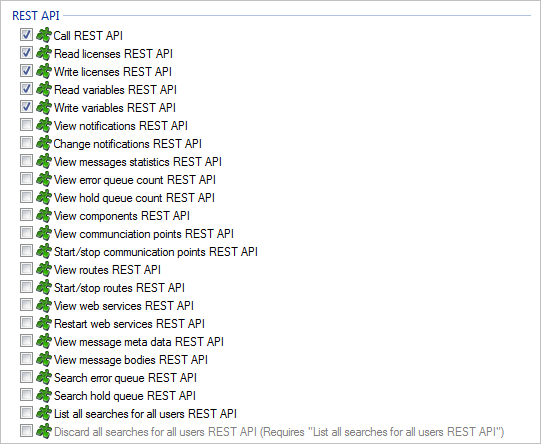 REST API
Call REST API
Read licenses REST API
Write licenses REST API
Read variables REST API
Write variables REST API
View notifications REST API
Change notifications REST API
View messages statistics REST API
View error queue count REST API
View hold queue count REST API
View components REST API
View communciation points REST API
Start/stop communication points REST API
View routes REST API
Start/stop routes REST API
View web services REST API
Restart web services REST API
View message meta data REST API
View message bodies REST API
Search error queue REST API
Search hold queue REST API
List all searches for all users REST API
Discard all searches for all users REST API (Requires "List all searches for all users REST API")